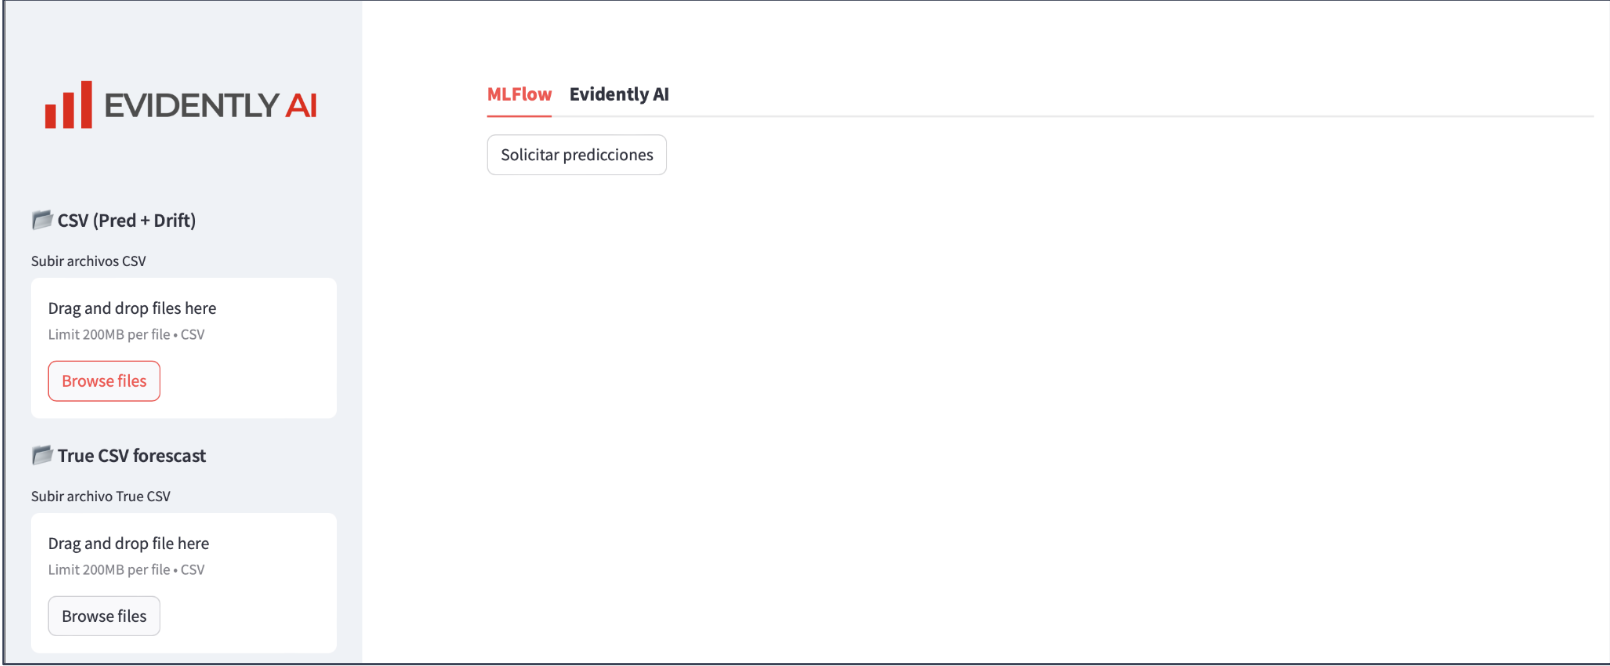 EVIDENTLY AI
CSV (Pred + Drift)
Subir archivos CSV
Drag and drop files here
Limit 200MB per file • CSV
Browse files
True CSV forescast
Subir archivo True CSV
Drag and drop file here
Limit 200MB per file • CSV
Browse files
MLFlow Evidently AI
Solicitar predicciones